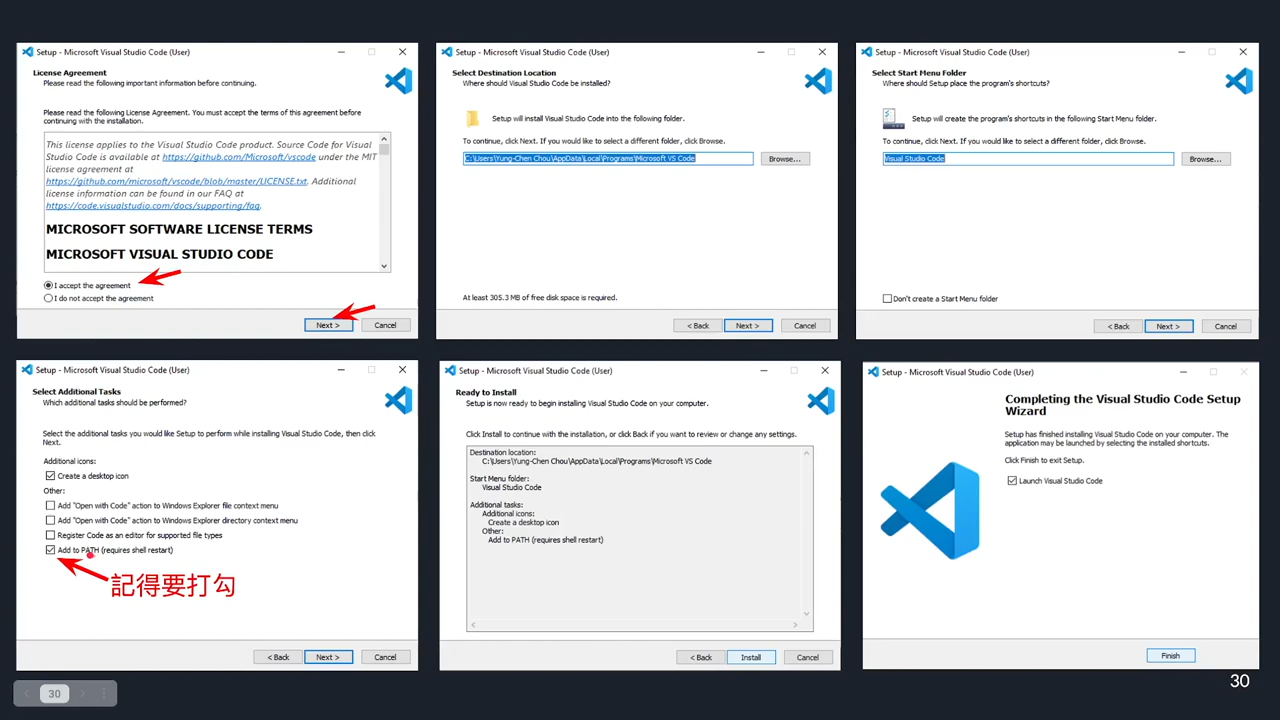 Setup - Microsoft Visual Studio Code (User)
License Agreement
Please read the following important information before continuing.
Please read the following License Agreement. You must accept the terms of this agreement before
continuing with the installation.
This license applies to the Visual Studio Code product. Source Code for Visual
Studio Code is available at https://github.com/Microsoft/vscode under the MIT
license agreement at
https://github.com/microsoft/vscode/blob/master/LICENSE.txt. Additional
license information can be found in our FAQ at
https://code.visualstudio.com/docs/supporting/faq.
MICROSOFT SOFTWARE LICENSE TERMS
MICROSOFT VISUAL STUDIO CODE
I accept the agreement
I do not accept the agreement
Next >
Cancel
Setup - Microsoft Visual Studio Code (User)
Select Destination Location
Where should Visual Studio Code be installed?
Setup will install Visual Studio Code into the following folder.
To continue, click Next. If you would like to select a different folder, click Browse.
C:\Users\Yung-Chen Chou\AppData\Local\Programs\Microsoft VS Code
Browse...
At least 305.3 MB of free disk space is required.
< Back
Next >
Cancel
Setup - Microsoft Visual Studio Code (User)
Select Start Menu Folder
Where should Setup place the program's shortcuts?
Setup will create the program's shortcuts in the following Start Menu folder.
To continue, click Next. If you would like to select a different folder, click Browse.
Visual Studio Code
Browse...
Don't create a Start Menu folder
< Back
Next >
Cancel
Setup - Microsoft Visual Studio Code (User)
Select Additional Tasks
Which additional tasks should be performed?
Select the additional tasks you would like Setup to perform while installing Visual Studio Code, then click
Next.
Additional icons:
Create a desktop icon
Other:
Add "Open with Code" action to Windows Explorer file context menu
Add "Open with Code" action to Windows Explorer directory context menu
Register Code as an editor for supported file types
Add to PATH (requires shell restart)
記得要打勾
< Back
Next >
Cancel
Setup - Microsoft Visual Studio Code (User)
Ready to Install
Setup is now ready to begin installing Visual Studio Code on your computer.
Click Install to continue with the installation, or click Back if you want to review or change any settings.
Destination location:
C:\Users\Yung-Chen Chou\AppData\Local\Programs\Microsoft VS Code
Start Menu folder:
Visual Studio Code
Additional tasks:
Additional icons:
Create a desktop icon
Other:
Add to PATH (requires shell restart)
< Back
Install
Cancel
Setup - Microsoft Visual Studio Code (User)
Completing the Visual Studio Code Setup
Wizard
Setup has finished installing Visual Studio Code on your computer. The
application may be launched by selecting the installed shortcuts.
Click Finish to exit Setup.
Launch Visual Studio Code
Finish
30
30